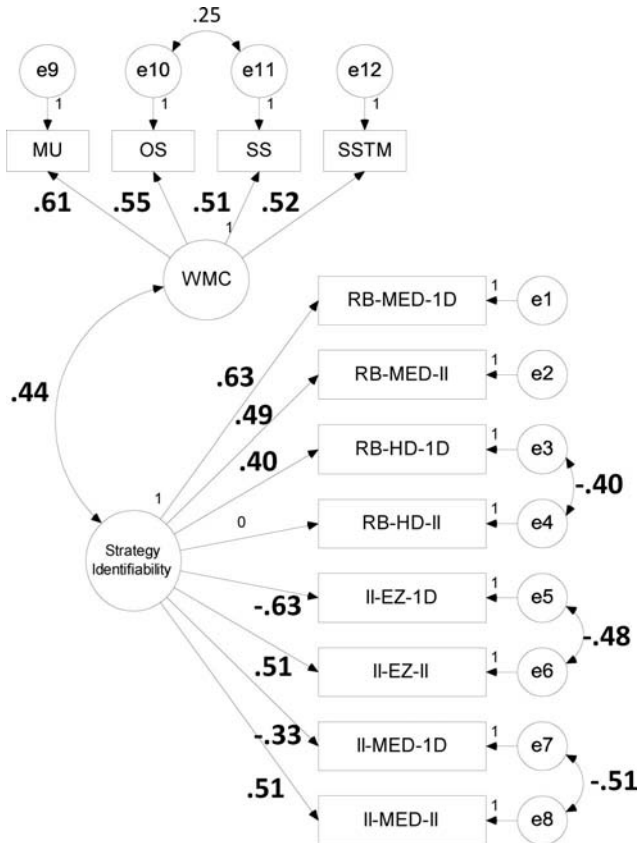 .25
e9 e10 e11 e12
1 1 1 1
MU OS SS SSTM
.61 .55 .51 .52
1
WMC
.44
RB-MED-1D 1 e1
.63
RB-MED-II 1 e2
.49
RB-HD-1D 1 e3
.40
-.40
1
0
RB-HD-II 1 e4
Strategy
Identifiability
II-EZ-1D 1 e5
-.63
-.48
II-EZ-II 1 e6
.51
II-MED-1D 1 e7
-.33
-.51
II-MED-II 1 e8
.51